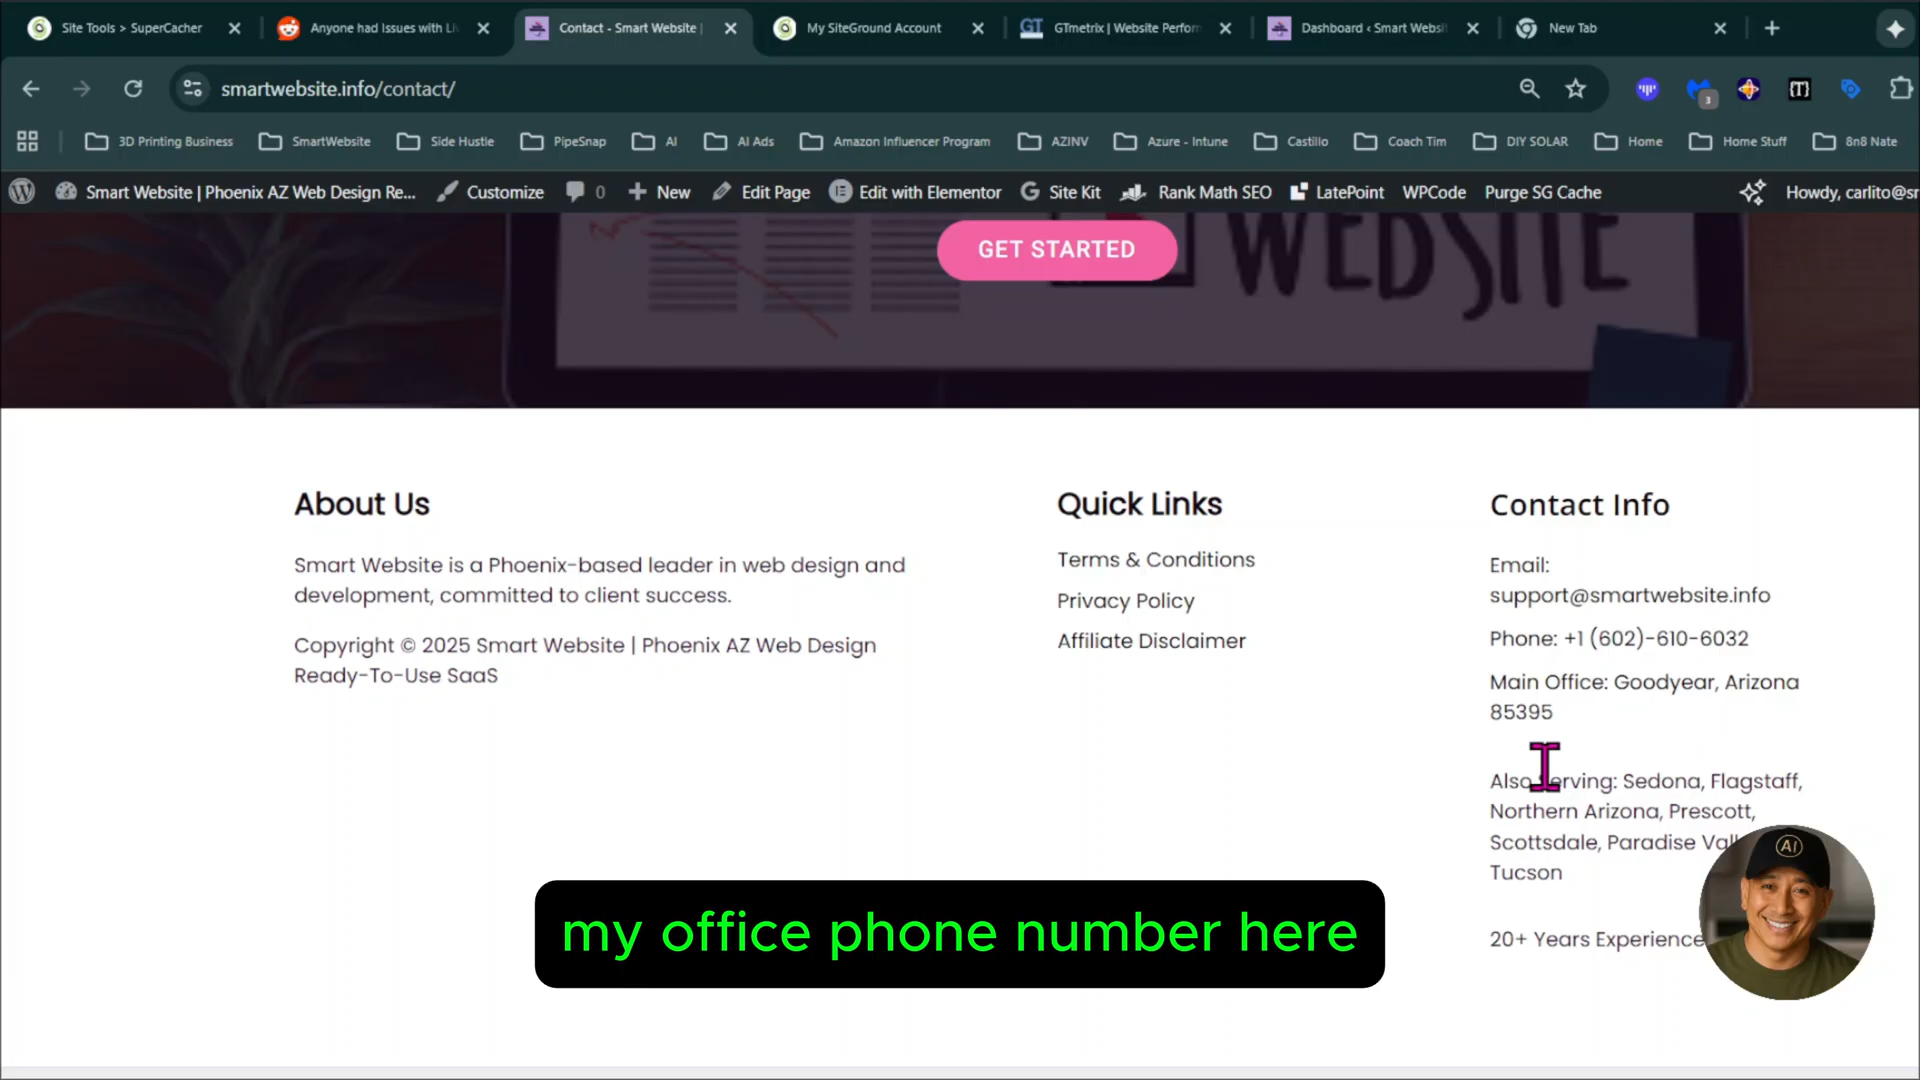 Site Tools > SuperCacher
Anyone had Issues with Li
Contact - Smart Website |
My SiteGround Account
GTmetrix | Website Perforn
Dashboard ‹ Smart Websit
New Tab
smartwebsite.info/contact/
3
3D Printing Business
SmartWebsite
Side Hustle
PipeSnap
AI
AI Ads
Amazon Influencer Program
AZINV
Azure - Intune
Castillo
Coach Tim
DIY SOLAR
Home
Home Stuff
8n8 Nate
Smart Website | Phoenix AZ Web Design Re...
Customize
0
New
Edit Page
Edit with Elementor
Site Kit
Rank Math SEO
LatePoint
WPCode
Purge SG Cache
Howdy, carlito@sr
GET STARTED
WEBSITE
About Us
Smart Website is a Phoenix-based leader in web design and
development, committed to client success.
Copyright © 2025 Smart Website | Phoenix AZ Web Design
Ready-To-Use SaaS
Quick Links
Terms & Conditions
Privacy Policy
Affiliate Disclaimer
Contact Info
Email:
support@smartwebsite.info
Phone: +1 (602)-610-6032
Main Office: Goodyear, Arizona
85395
Also Serving: Sedona, Flagstaff,
Northern Arizona, Prescott,
Scottsdale, Paradise Vall
Tucson
20+ Years Experience
AI
my office phone number here